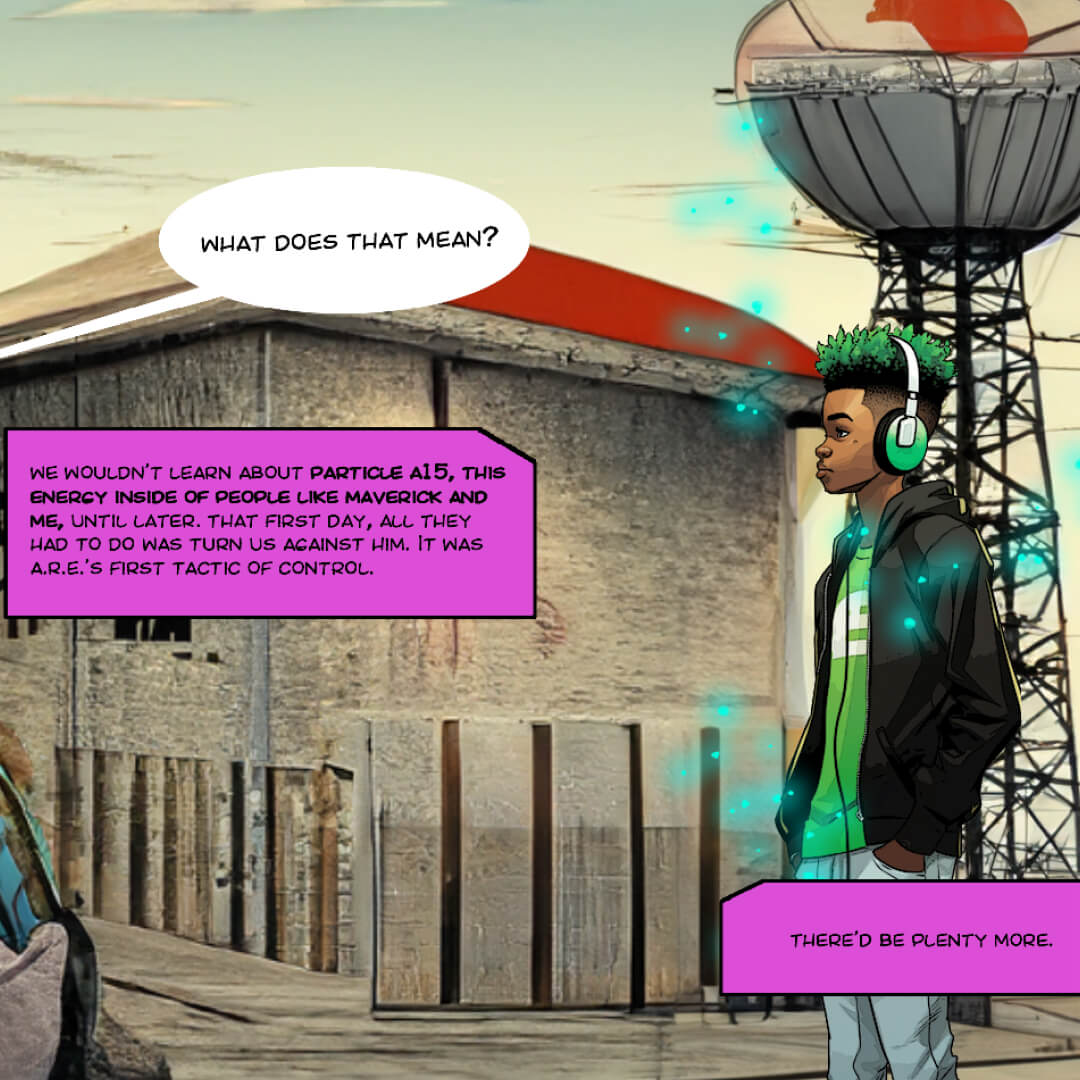 WHAT DOES THAT MEAN?
WE WOULDN'T LEARN ABOUT PARTICLE A15, THIS
ENERGY INSIDE OF PEOPLE LIKE MAVERICK AND
ME, UNTIL LATER. THAT FIRST DAY, ALL THEY
HAD TO DO WAS TURN US AGAINST HIM. IT WAS
A.R.E.'S FIRST TACTIC OF CONTROL.
THERE'D BE PLENTY MORE.